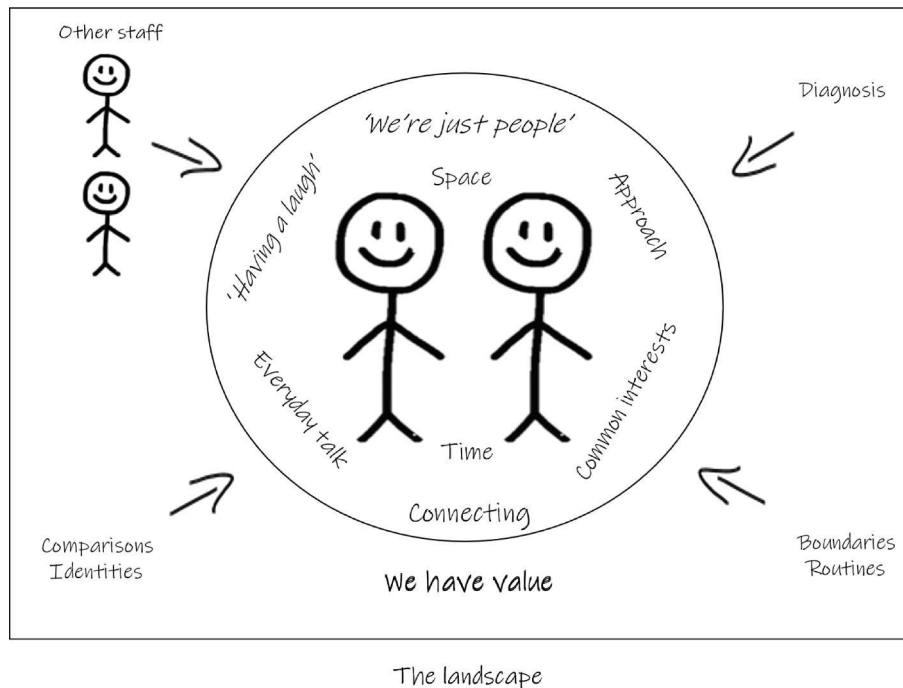 Other staff
Diagnosis
'We're just people'
Space
'Having a laugh'
Approach
Everyday talk
Common interests
Time
Connecting
Comparisons
Identities
Boundaries
Routines
We have value
The landscape